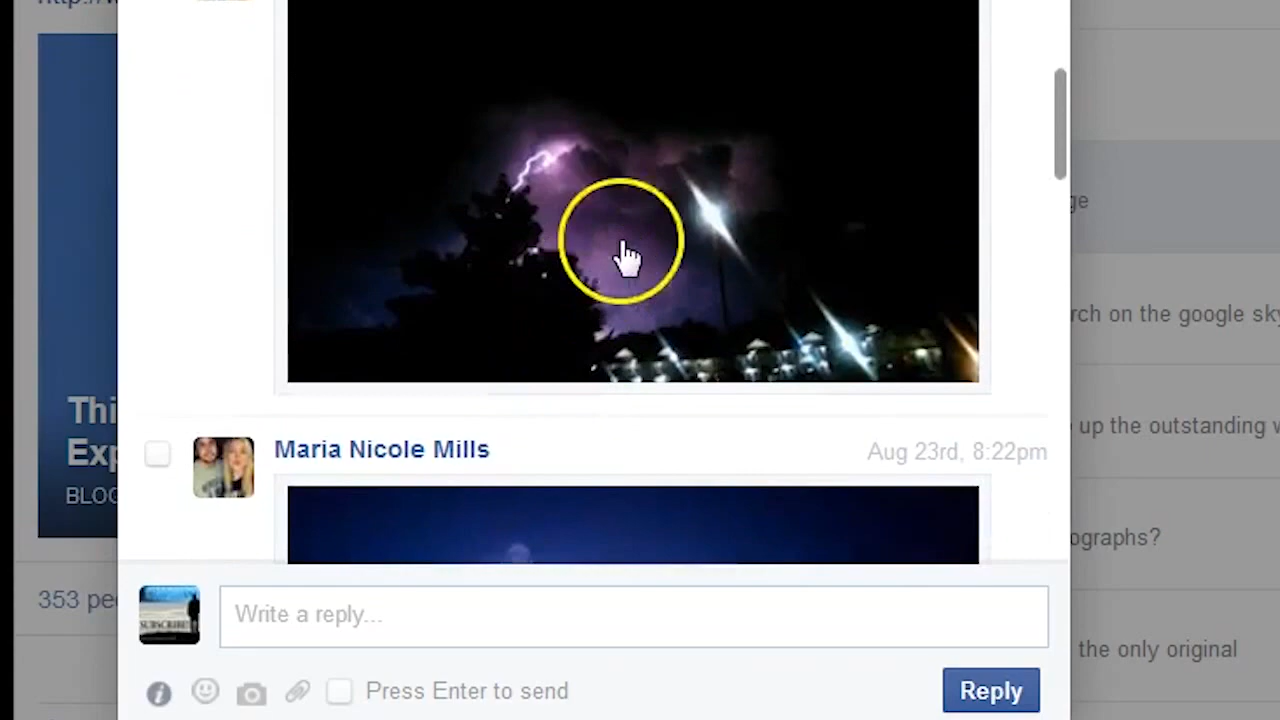 Thi
Exp
BLOG
353 pe
ge
rch on the google sky
Maria Nicole Mills
Aug 23rd, 8:22pm
up the outstanding w
ographs?
SUBSCRIBE
Write a reply...
the only original
Press Enter to send
Reply